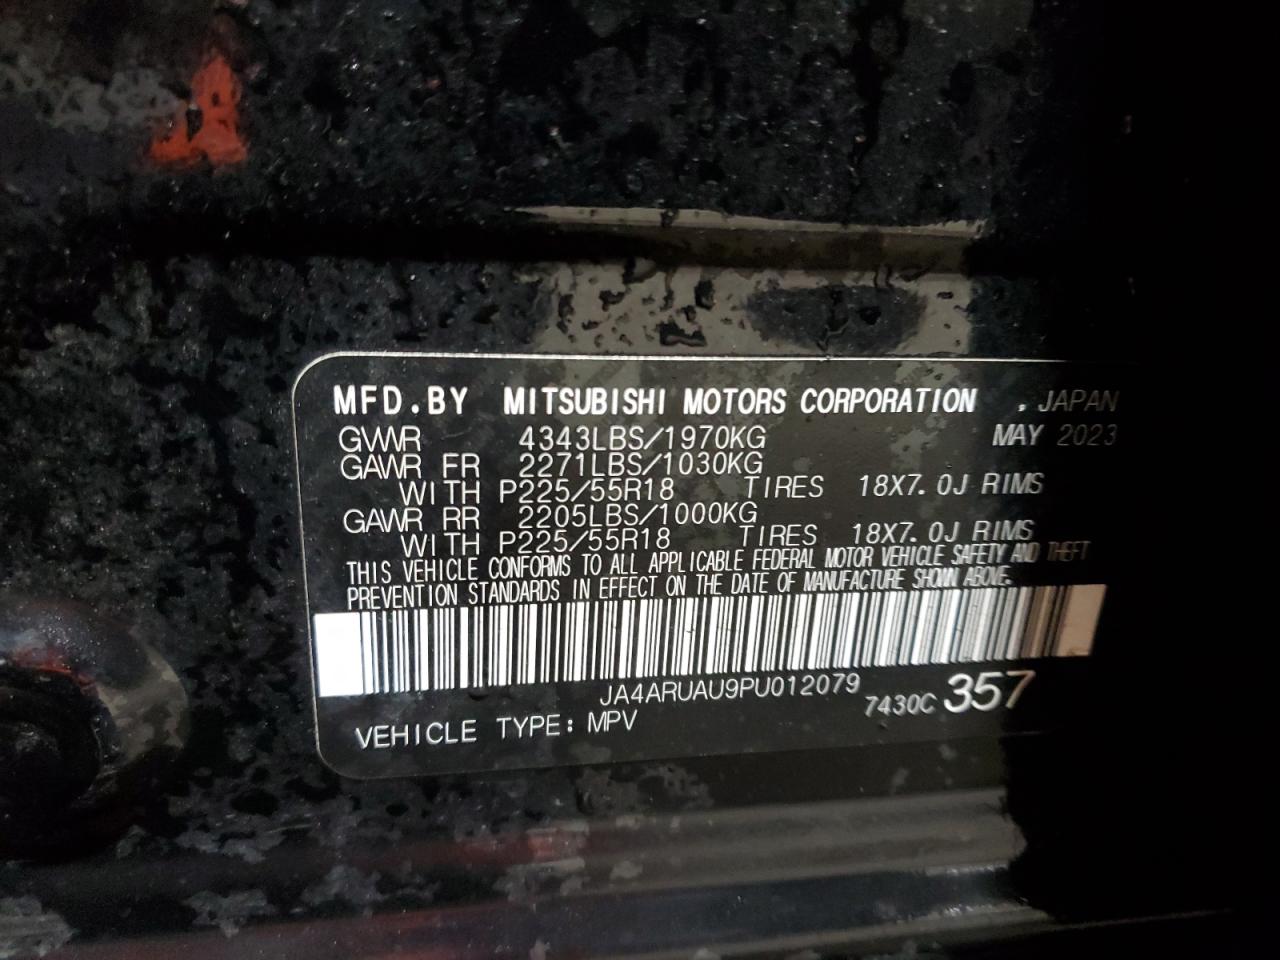 MFD.BY MITSUBISHI MOTORS CORPORATION , JAPAN
GVWR 4343LBS/1970KG MAY 2023
GAWR FR 2271LBS/1030KG
WITH P225/55R18 TIRES 18X7.0J RIMS
GAWR RR 2205LBS/1000KG
WITH P225/55R18 TIRES 18X7.0J RIMS
THIS VEHICLE CONFORMS TO ALL APPLICABLE FEDERAL MOTOR VEHICLE SAFETY AND THEFT
PREVENTION STANDARDS IN EFFECT ON THE DATE OF MANUFACTURE SHOWN ABOVE.
JA4ARUAU9PU012079
7430C 357
VEHICLE TYPE: MPV